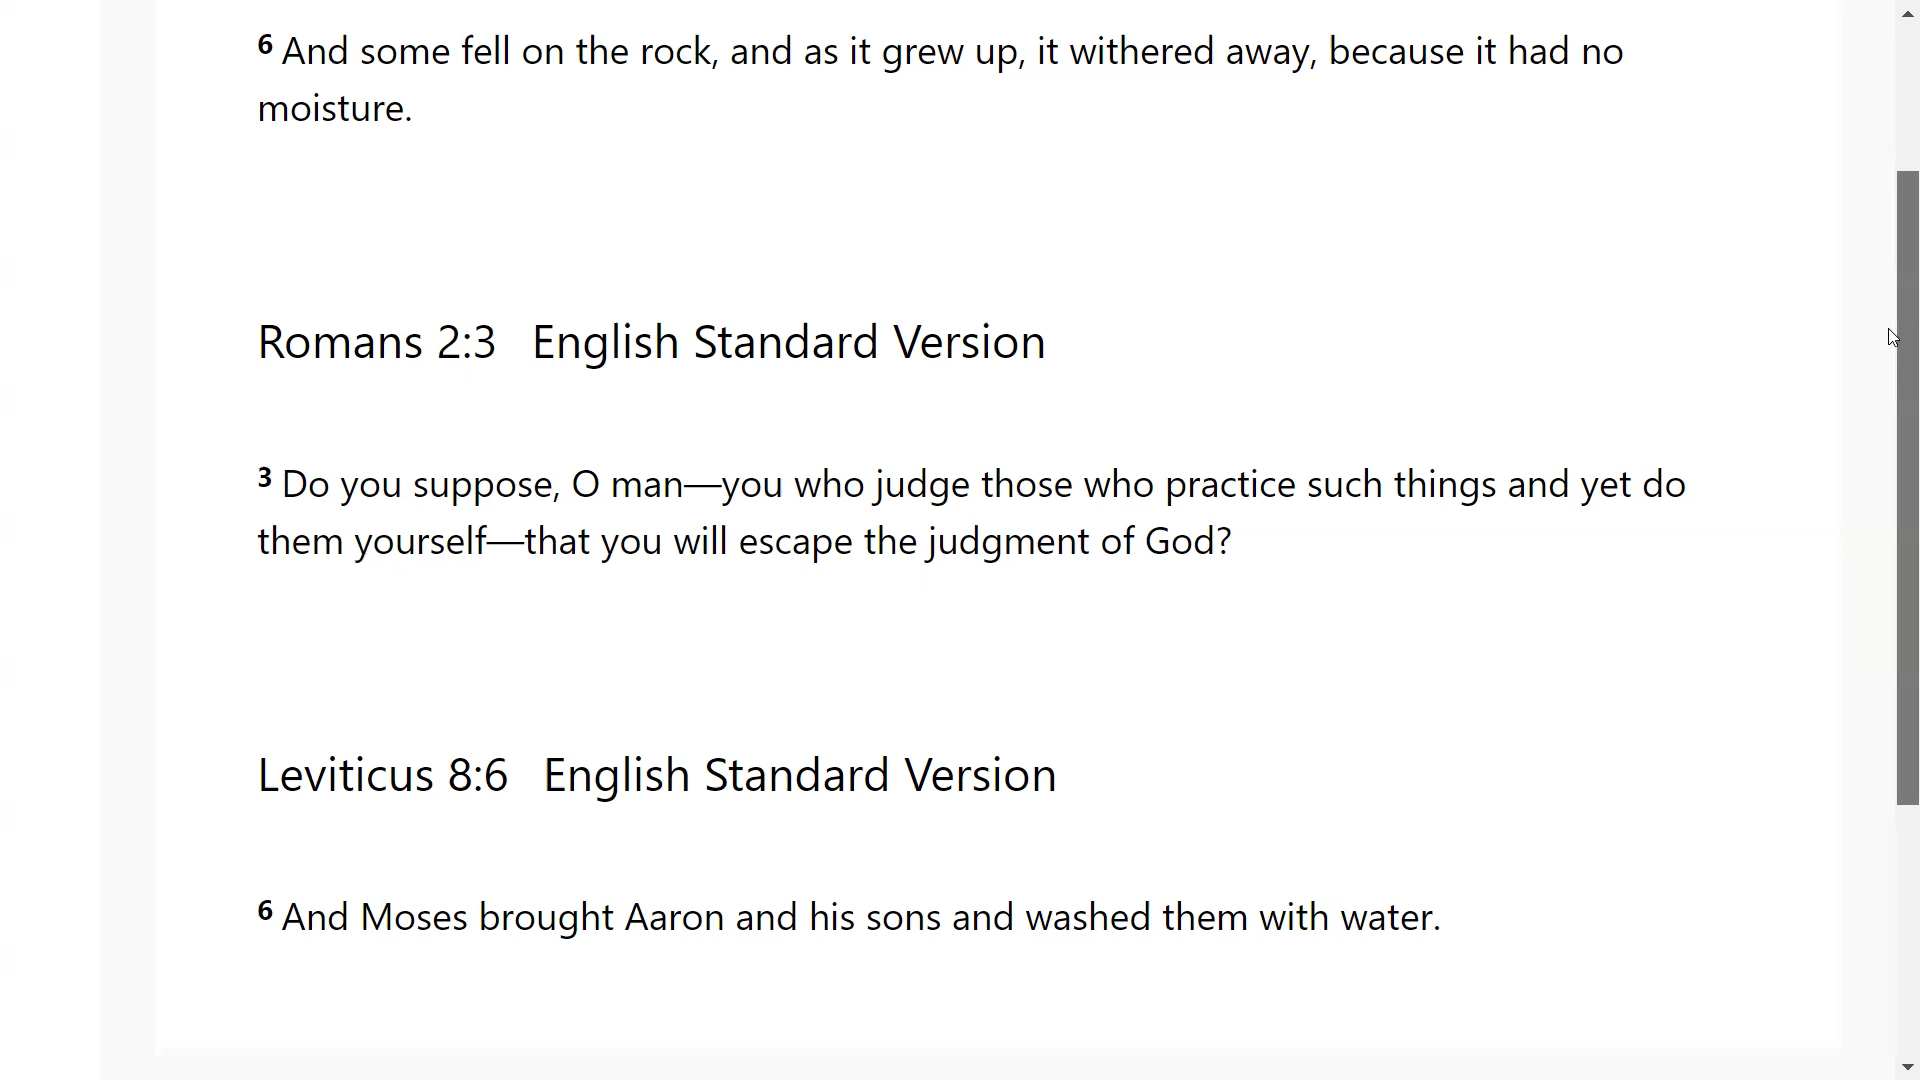 6 And some fell on the rock, and as it grew up, it withered away, because it had no
moisture.
Romans 2:3 English Standard Version
3 Do you suppose, O man—you who judge those who practice such things and yet do
them yourself—that you will escape the judgment of God?
Leviticus 8:6 English Standard Version
6 And Moses brought Aaron and his sons and washed them with water.